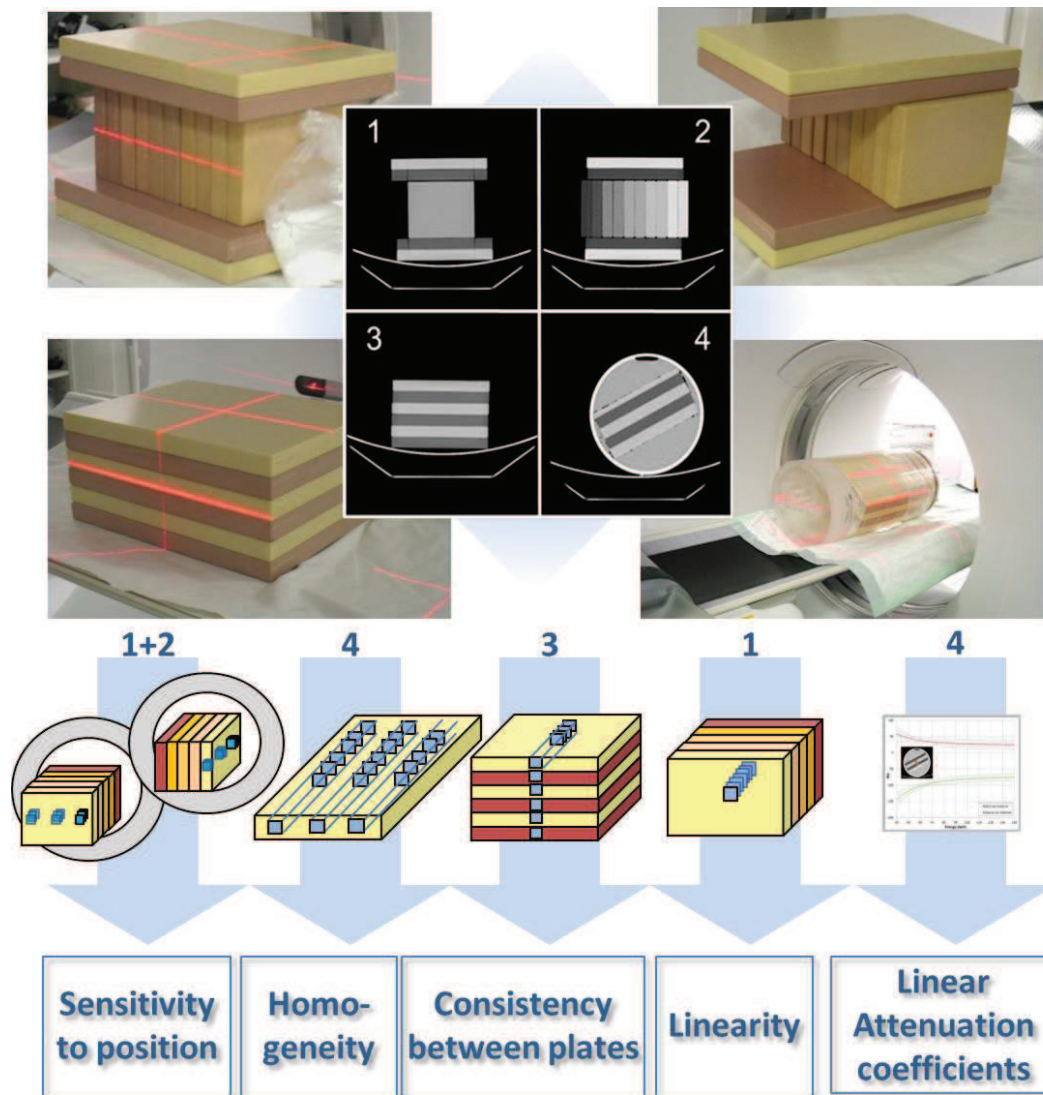 1
2
3
4
1+2
4
3
1
4
Sensitivity
to position
Homo-
geneity
Consistency
between plates
Linearity
Linear
Attenuation
coefficients